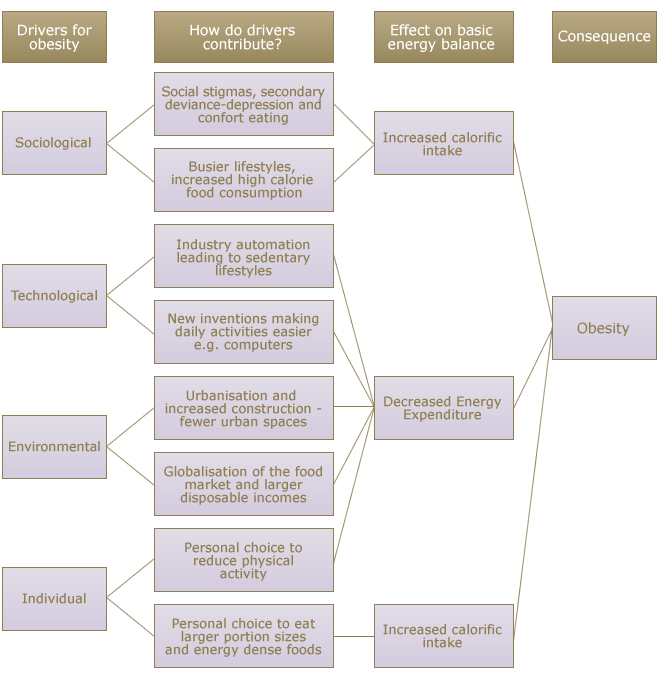 Drivers for
obesity
How do drivers
contribute?
Effect on basic
energy balance
Consequence
Sociological
Social stigmas, secondary
deviance-depression and
confort eating
Busier lifestyles,
increased high calorie
food consumption
Increased calorific
intake
Technological
Industry automation
leading to sedentary
lifestyles
New inventions making
daily activities easier
e.g. computers
Environmental
Urbanisation and
increased construction -
fewer urban spaces
Globalisation of the food
market and larger
disposable incomes
Decreased Energy
Expenditure
Individual
Personal choice to
reduce physical
activity
Personal choice to eat
larger portion sizes
and energy dense foods
Increased calorific
intake
Obesity